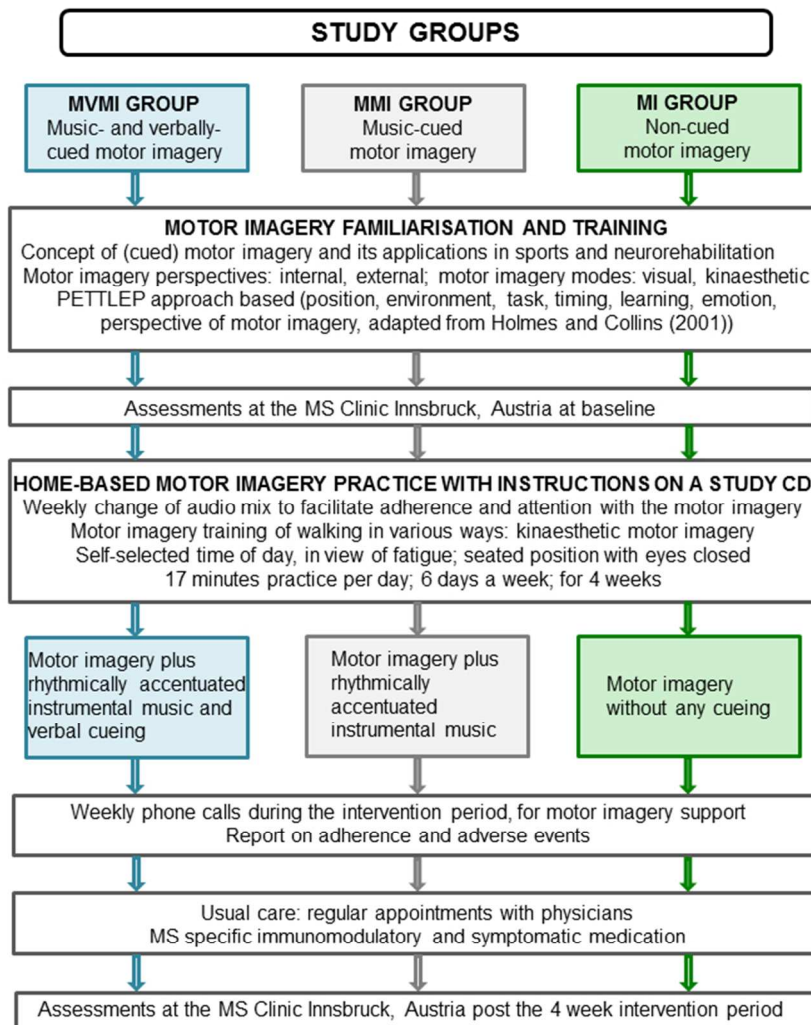 STUDY GROUPS
MVMI GROUP
Music- and verbally-
cued motor imagery
MMI GROUP
Music-cued
motor imagery
MI GROUP
Non-cued
motor imagery
MOTOR IMAGERY FAMILIARISATION AND TRAINING
Concept of (cued) motor imagery and its applications in sports and neurorehabilitation
Motor imagery perspectives: internal, external; motor imagery modes: visual, kinaesthetic
PETTLEP approach based (position, environment, task, timing, learning, emotion,
perspective of motor imagery, adapted from Holmes and Collins (2001))
Assessments at the MS Clinic Innsbruck, Austria at baseline
HOME-BASED MOTOR IMAGERY PRACTICE WITH INSTRUCTIONS ON A STUDY CD
Weekly change of audio mix to facilitate adherence and attention with the motor imagery
Motor imagery training of walking in various ways: kinaesthetic motor imagery
Self-selected time of day, in view of fatigue; seated position with eyes closed
17 minutes practice per day; 6 days a week; for 4 weeks
Motor imagery plus
rhythmically accentuated
instrumental music and
verbal cueing
Motor imagery plus
rhythmically
accentuated
instrumental music
Motor imagery
without any cueing
Weekly phone calls during the intervention period, for motor imagery support
Report on adherence and adverse events
Usual care: regular appointments with physicians
MS specific immunomodulatory and symptomatic medication
Assessments at the MS Clinic Innsbruck, Austria post the 4 week intervention period